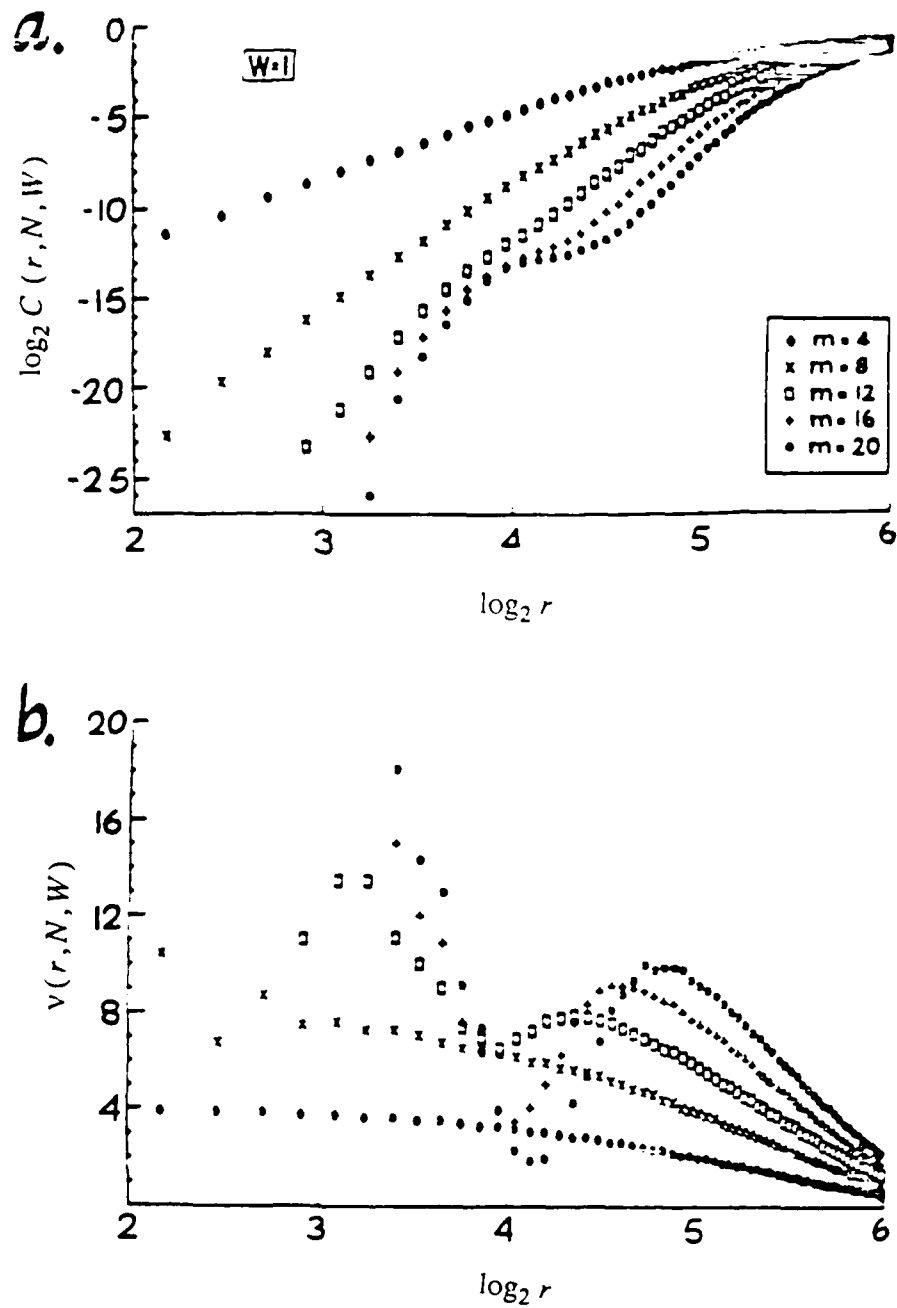 a.
W=1
0
-5
-10
-15
-20
-25
log₂ C (r, N, W)
2 3 4 5 6
log₂ r
m = 4
m = 8
m = 12
m = 16
m = 20
b.
20
16
12
8
4
ν(r, N, W)
2 3 4 5 6
log₂ r